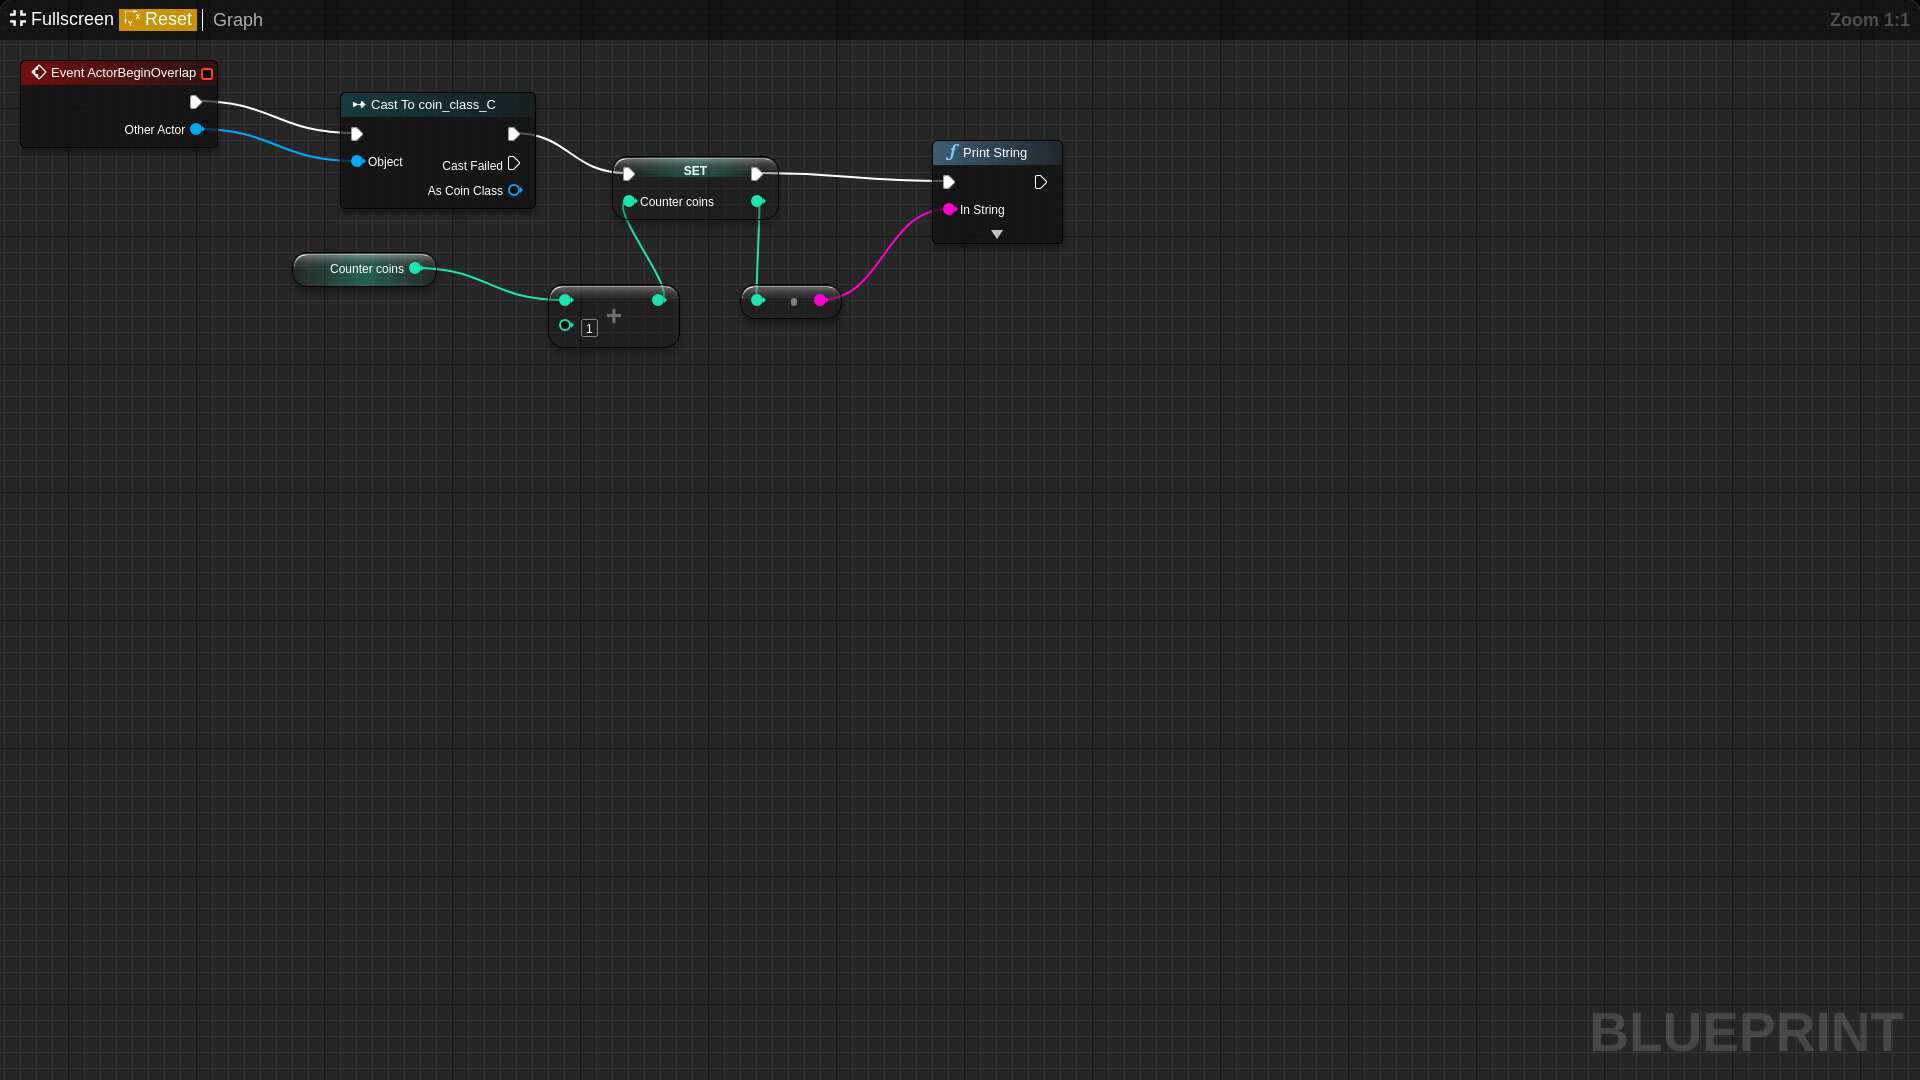 Fullscreen Reset Graph Zoom 1:1
Event ActorBeginOverlap
Other Actor
Cast To coin_class_C
Object
Cast Failed
As Coin Class
SET
Counter coins
Print String
In String
Counter coins
+
1
BLUEPRINT